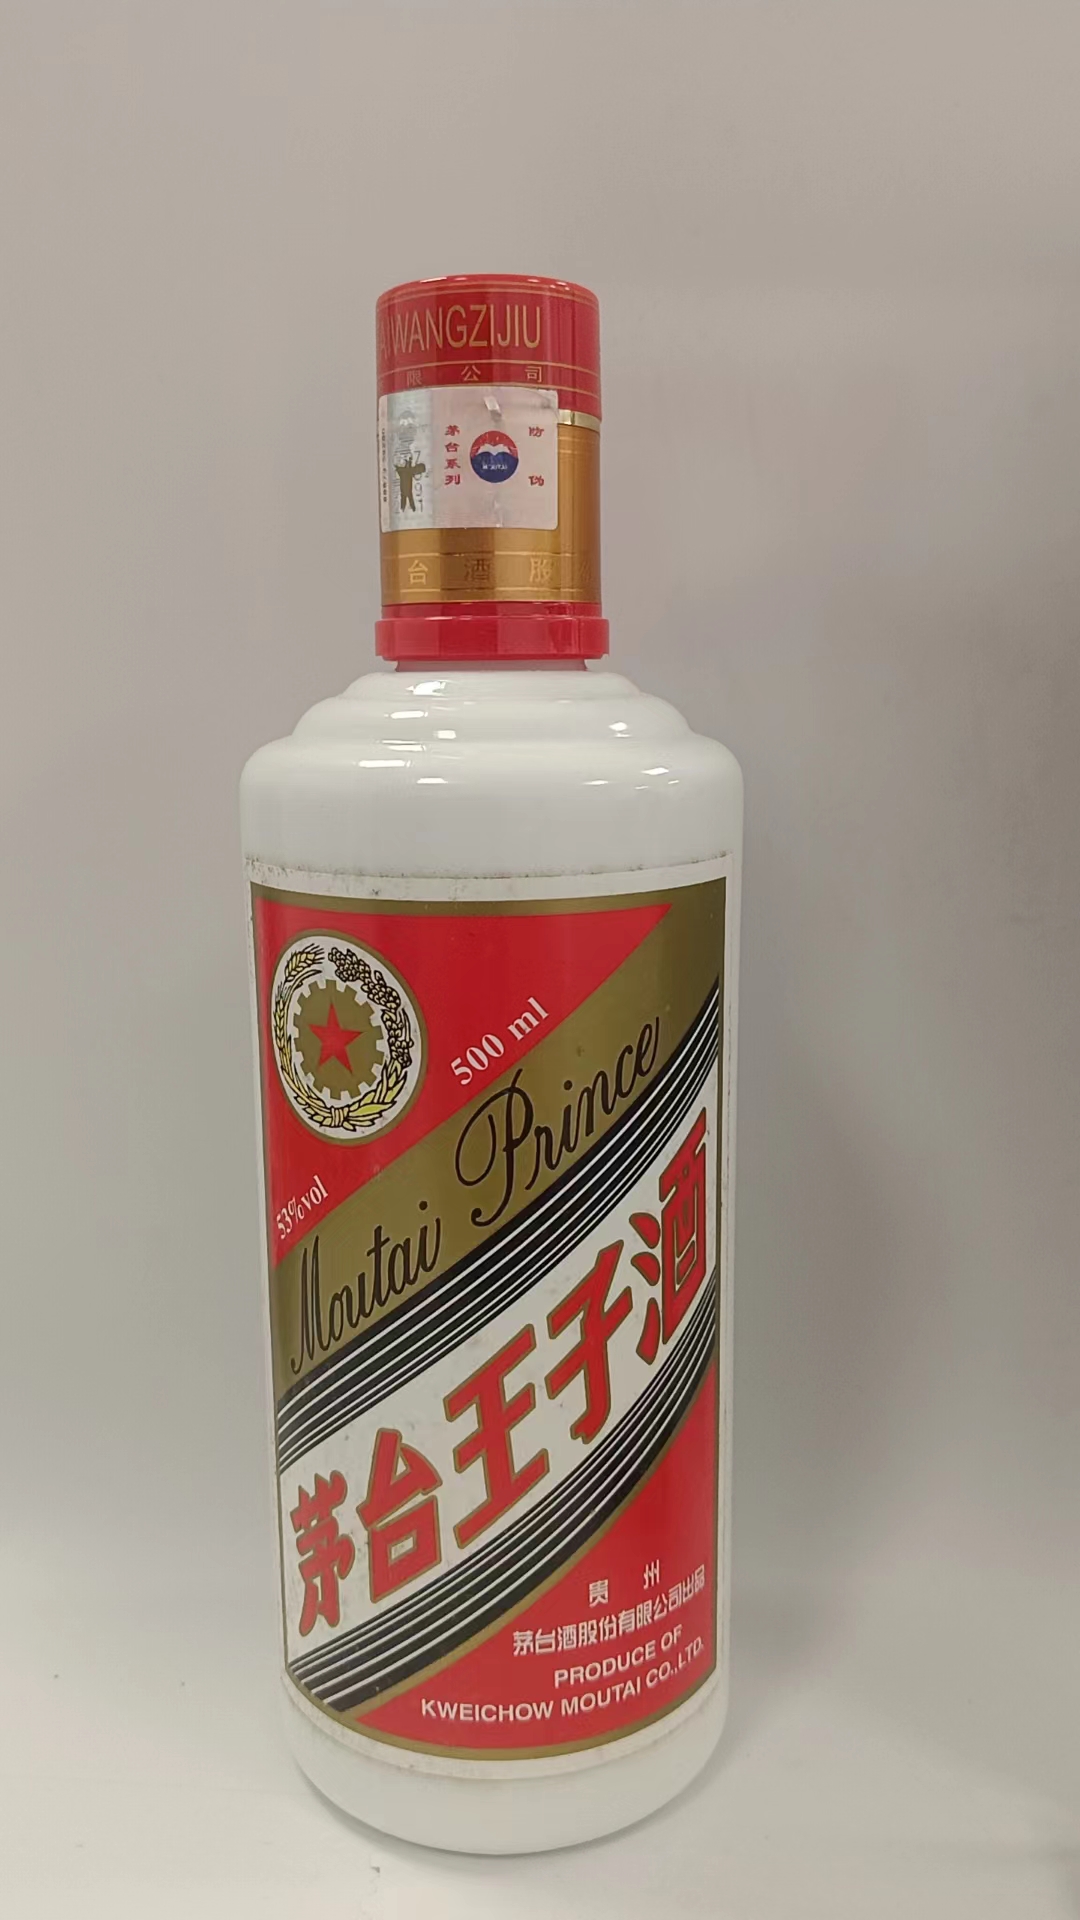 AIWANGZIJIU
限公司
茅台系列
防伪
台酒股
500 ml
53%vol
Moutai Prince
茅台王子酒
贵州
茅台酒股份有限公司出品
PRODUCE OF
KWEICHOW MOUTAI CO.,LTD.